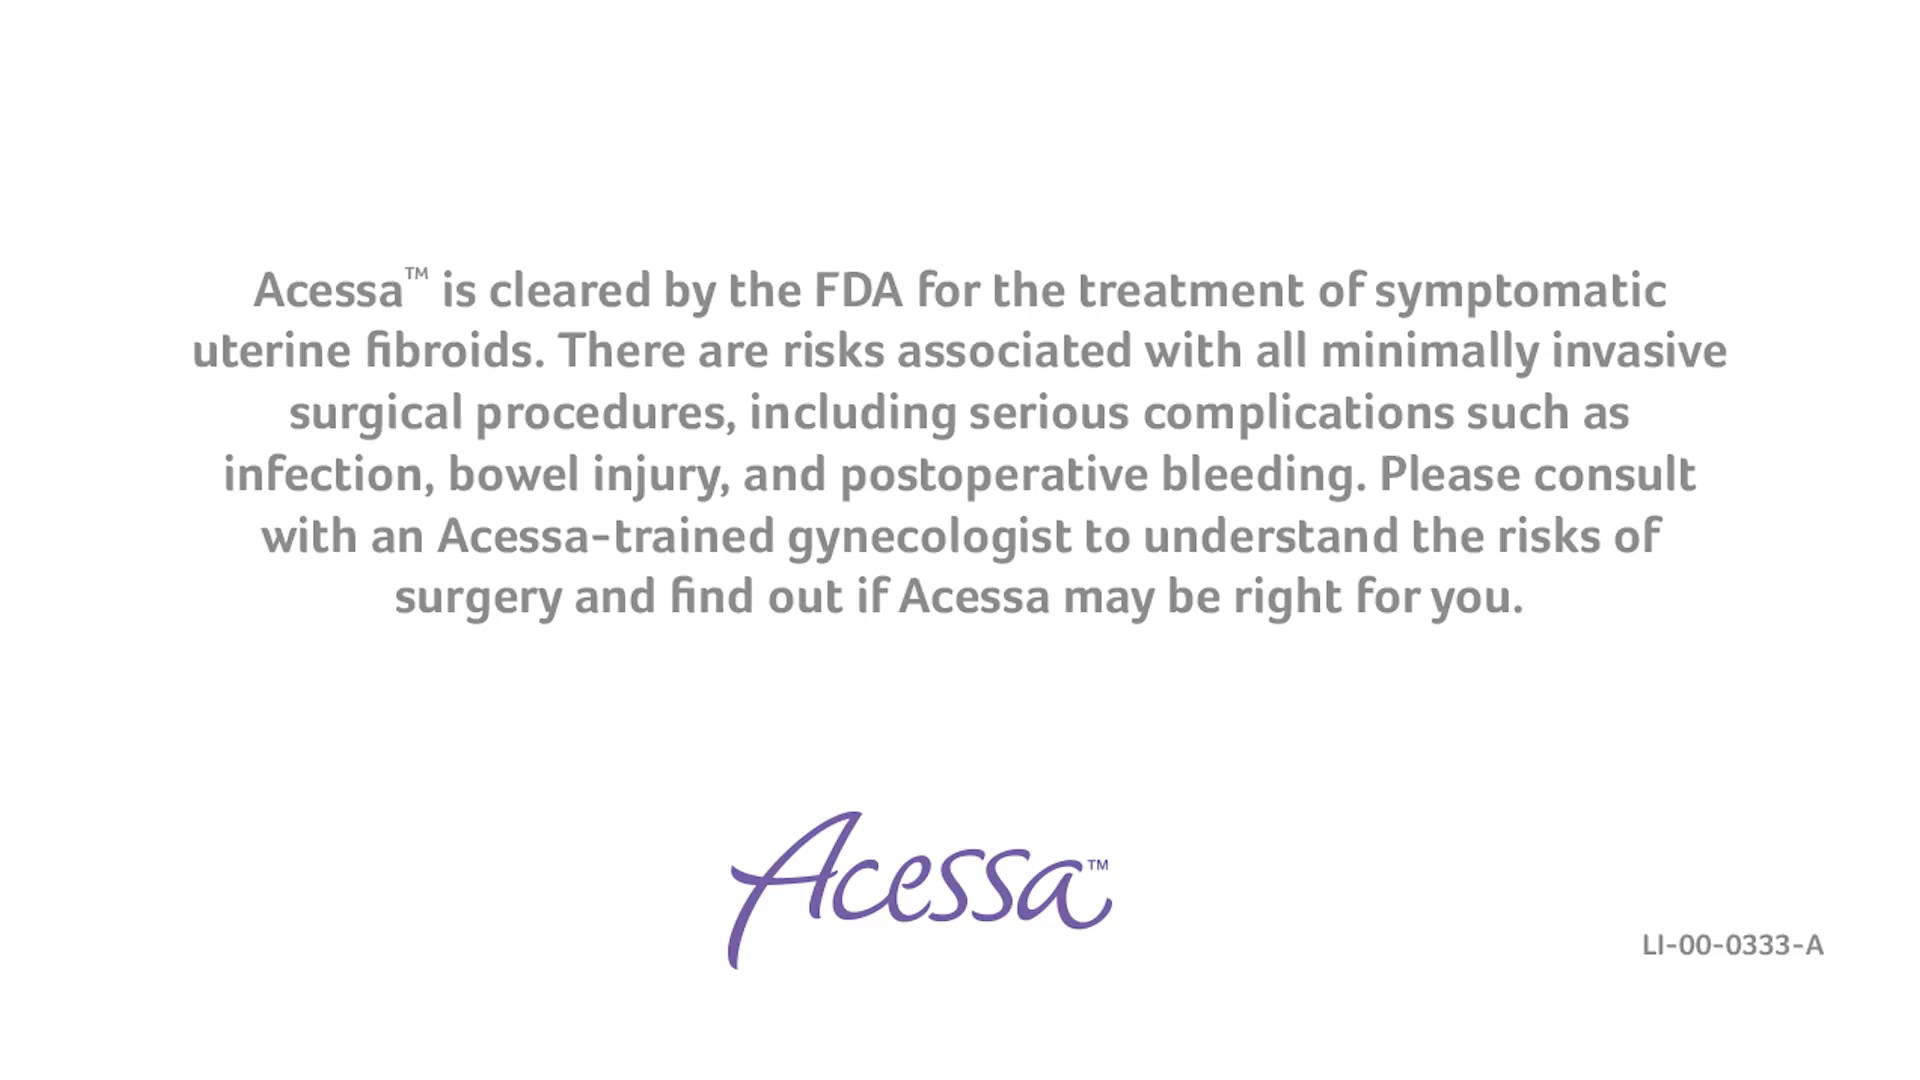 Acessa™ is cleared by the FDA for the treatment of symptomatic
uterine fibroids. There are risks associated with all minimally invasive
surgical procedures, including serious complications such as
infection, bowel injury, and postoperative bleeding. Please consult
with an Acessa-trained gynecologist to understand the risks of
surgery and find out if Acessa may be right for you.
Acessa™
LI-00-0333-A